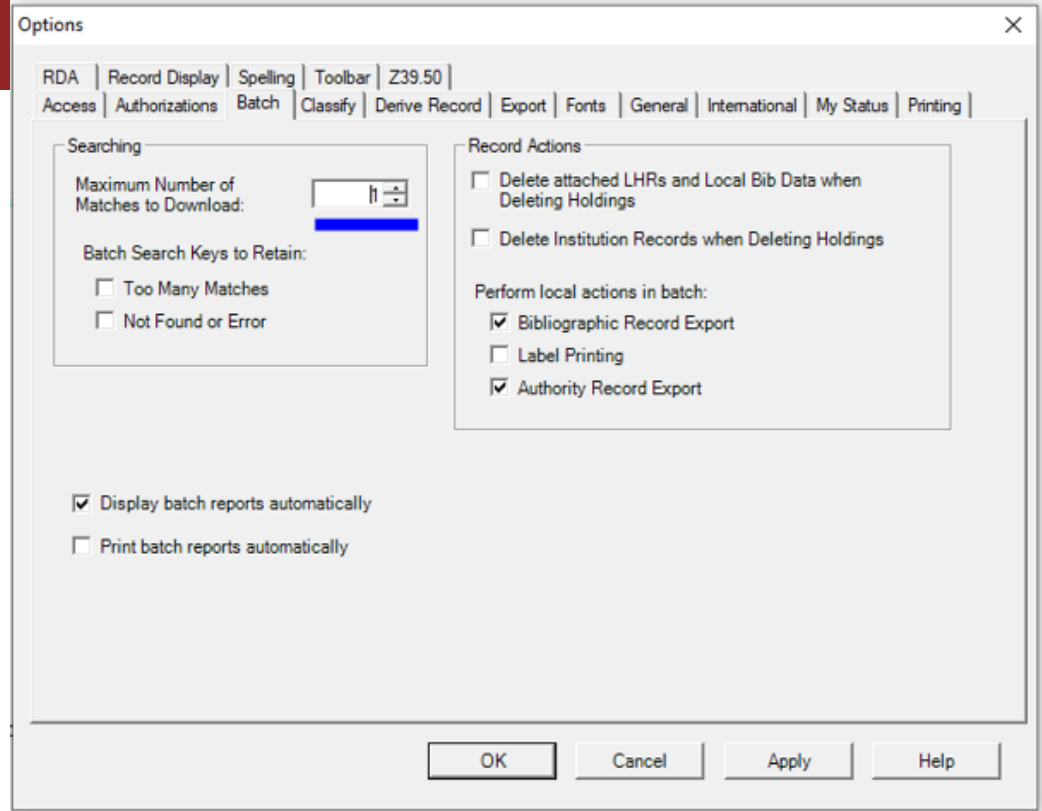 Options
RDA Record Display Spelling Toolbar Z39.50
Access Authorizations Batch Classify Derive Record Export Fonts General International My Status Printing
Searching
Maximum Number of
Matches to Download:
1
Batch Search Keys to Retain:
Too Many Matches
Not Found or Error
Record Actions
Delete attached LHRs and Local Bib Data when
Deleting Holdings
Delete Institution Records when Deleting Holdings
Perform local actions in batch:
Bibliographic Record Export
Label Printing
Authority Record Export
Display batch reports automatically
Print batch reports automatically
OK Cancel Apply Help